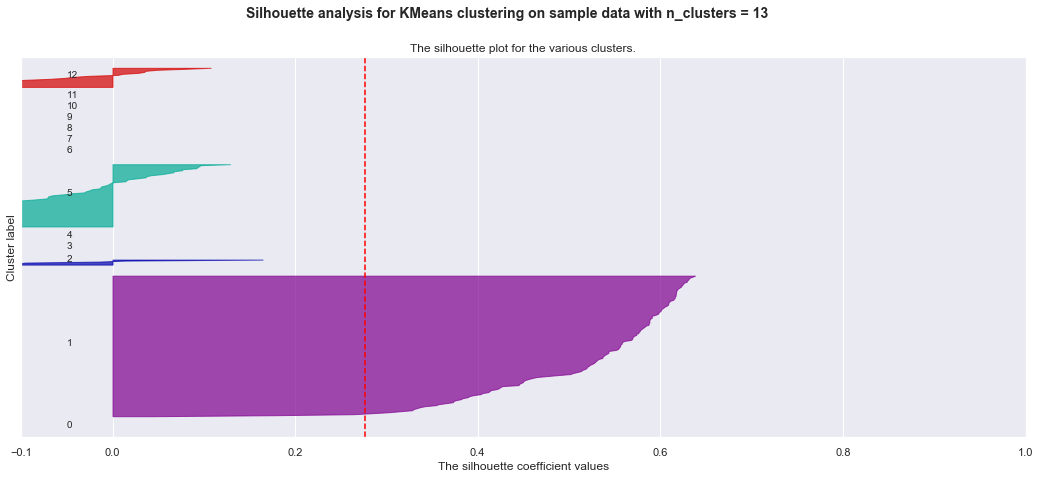 Silhouette analysis for KMeans clustering on sample data with n_clusters = 13
The silhouette plot for the various clusters.
12
11
10
9
8
7
6
5
4
3
2
1
0
Cluster label
−0.1 0.0 0.2 0.4 0.6 0.8 1.0
The silhouette coefficient values